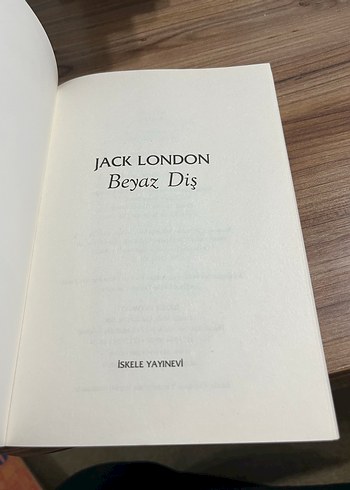 JACK LONDON
Beyaz Diş
İSKELE YAYINEVİ